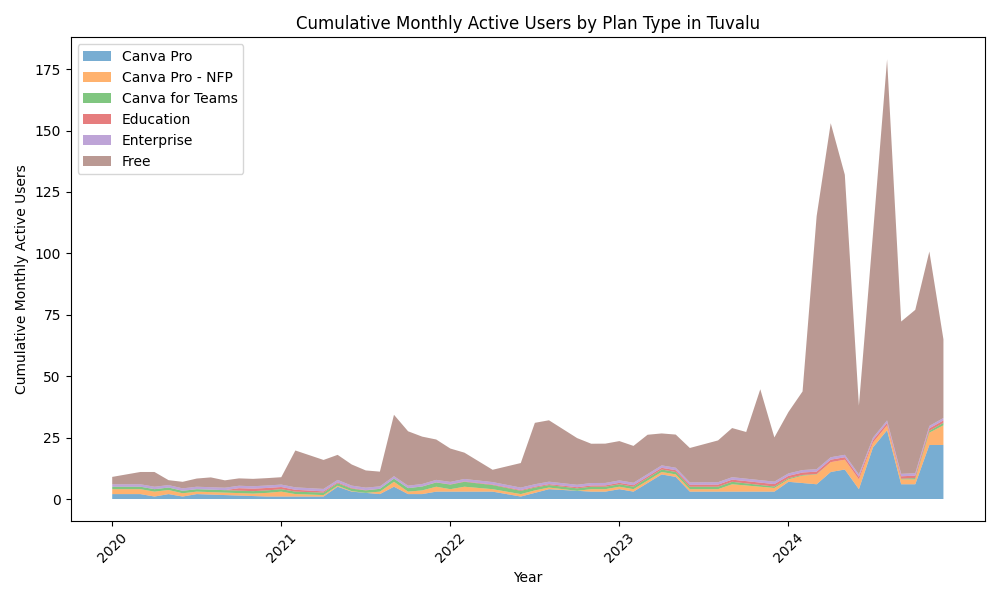 Cumulative Monthly Active Users by Plan Type in Tuvalu
Canva Pro
Canva Pro - NFP
Canva for Teams
Education
Enterprise
Free
Cumulative Monthly Active Users
175
150
125
100
75
50
25
0
2020
2021
2022
2023
2024
Year